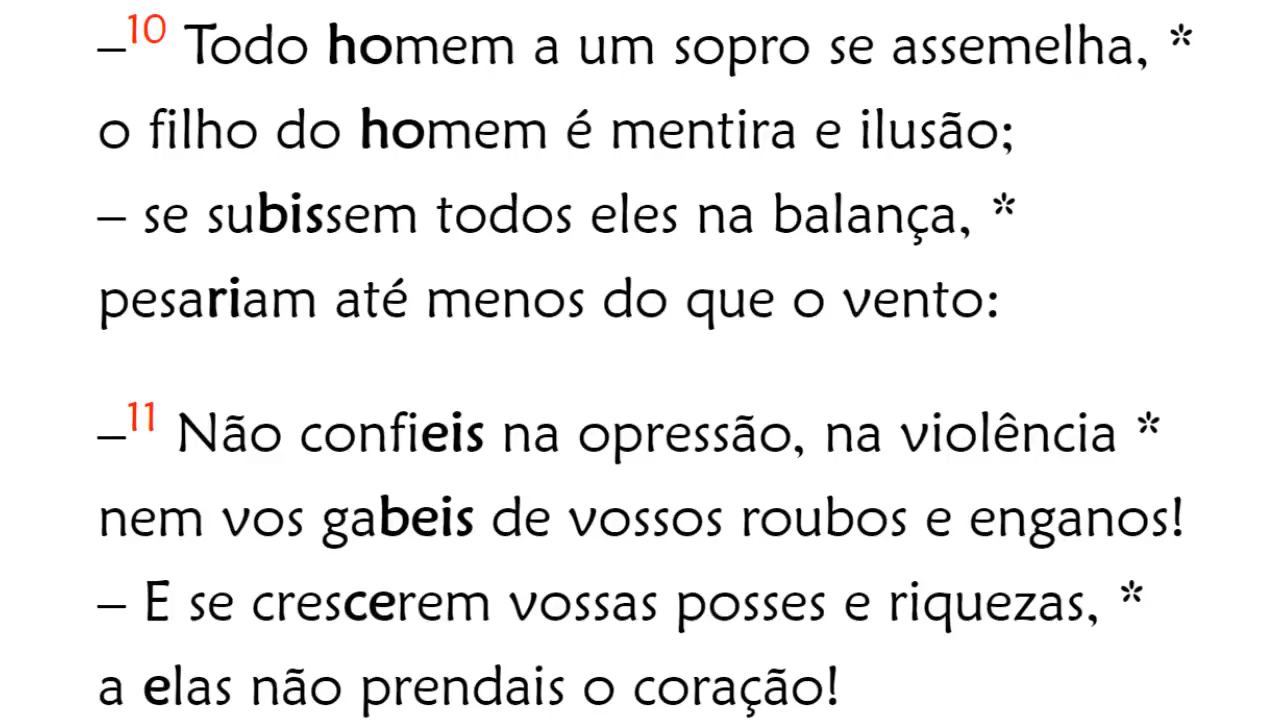 –10 Todo homem a um sopro se assemelha, *
o filho do homem é mentira e ilusão;
– se subissem todos eles na balança, *
pesariam até menos do que o vento:
–11 Não confieis na opressão, na violência *
nem vos gabeis de vossos roubos e enganos!
– E se crescerem vossas posses e riquezas, *
a elas não prendais o coração!